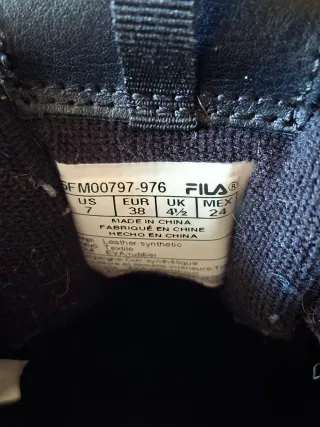 5FM00797-976 FILA®
US EUR UK MEX
7 38 4½ 24
MADE IN CHINA
FABRIQUÉ EN CHINE
HECHO EN CHINA
Leather synthetic
Textile
EVA/rubber